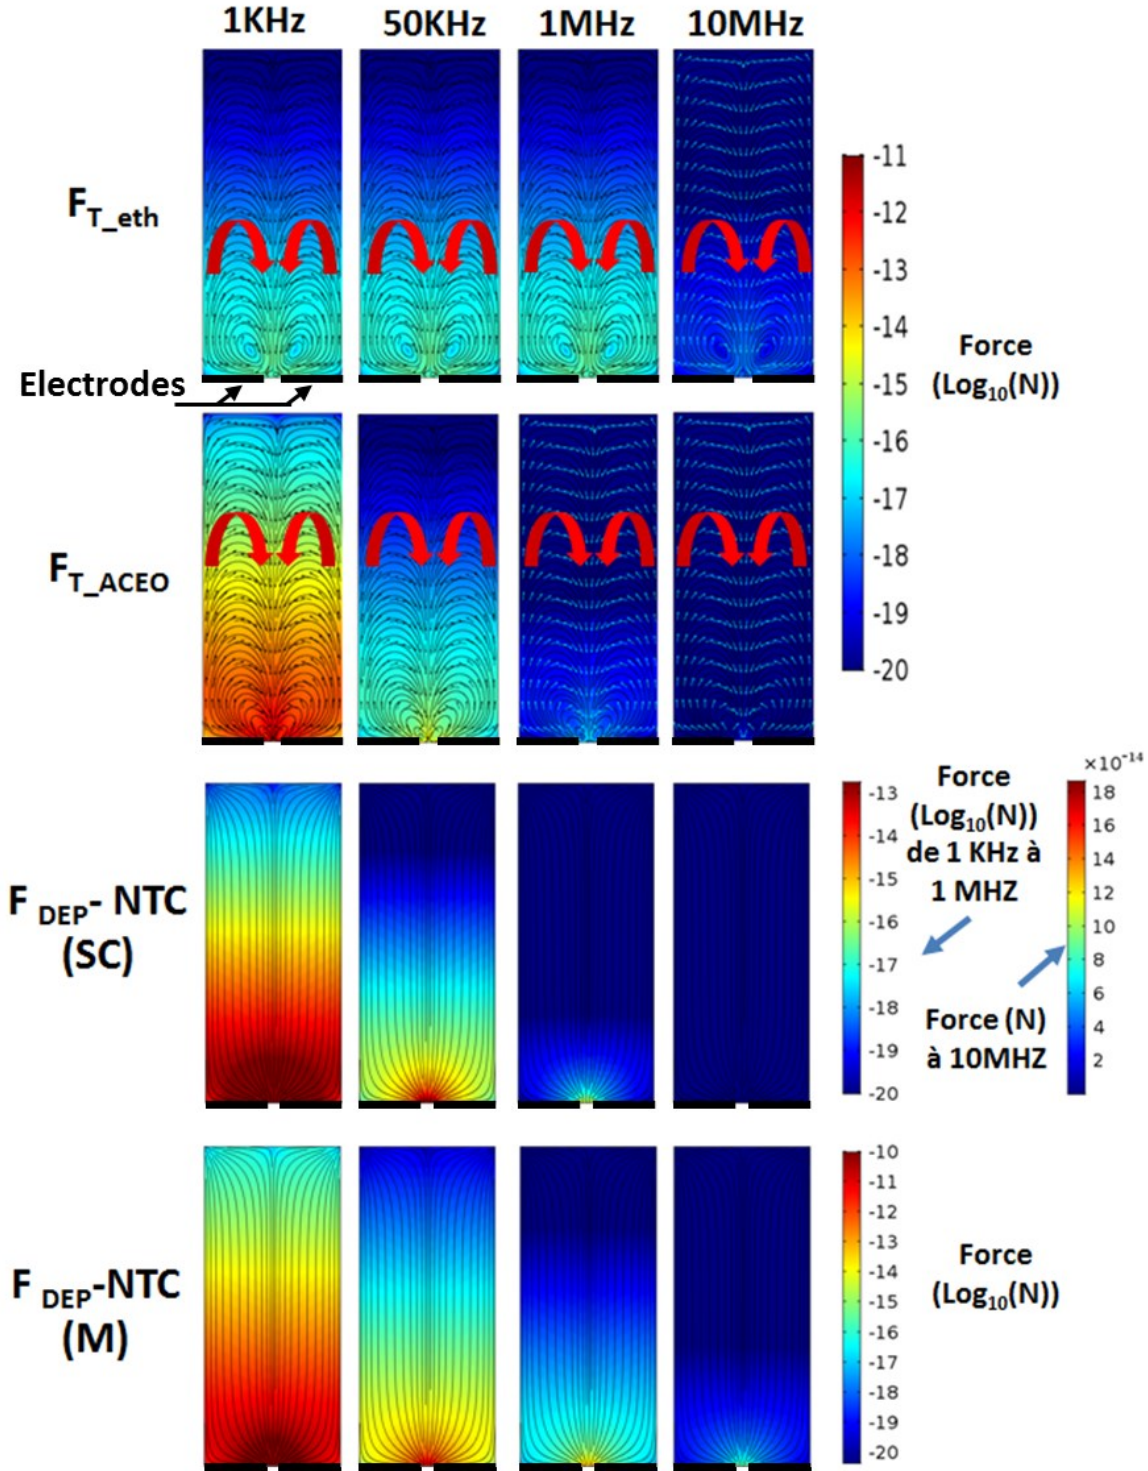 1KHz 50KHz 1MHz 10MHz
F_T_eth
-11
-12
-13
-14
-15
-16
-17
-18
-19
-20
Force
(Log₁₀(N))
Electrodes
F_T_ACEO
F DEP- NTC
(SC)
-13
-14
-15
-16
-17
-18
-19
-20
Force
(Log₁₀(N))
de 1 KHz à
1 MHZ
Force (N)
à 10MHZ
×10⁻¹⁴
18
16
14
12
10
8
6
4
2
F DEP-NTC
(M)
-10
-11
-12
-13
-14
-15
-16
-17
-18
-19
-20
Force
(Log₁₀(N))